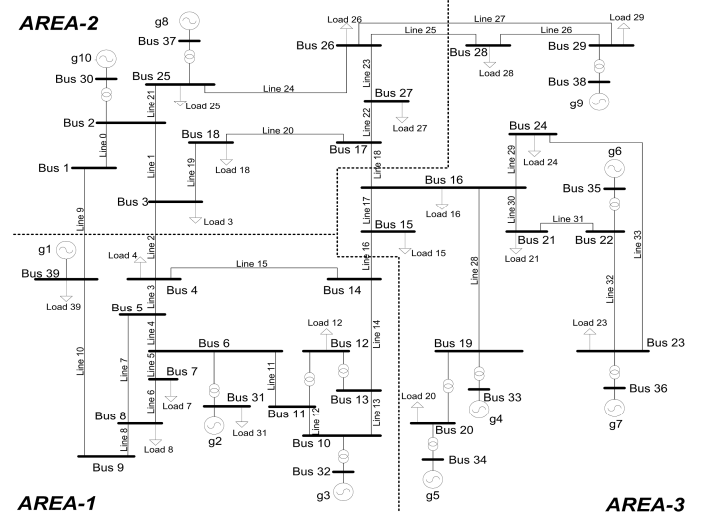 AREA-2
g8
Bus 37
g10
Bus 30
Bus 25
Load 25
Line 21
Line 24
Bus 2
Line 0
Bus 1
Line 1
Line 9
Bus 18
Load 18
Line 20
Line 19
Bus 3
Load 3
Load 26
Bus 26
Line 23
Bus 27
Load 27
Line 22
Bus 17
Line 18
Line 27
Line 25
Line 26
Bus 28
Load 28
Load 29
Bus 29
Bus 38
g9
Bus 24
Load 24
Line 29
g6
Bus 35
Bus 16
Load 16
Line 17
Bus 15
Load 15
Line 16
Line 30
Bus 21
Load 21
Line 31
Bus 22
Line 33
Line 32
Line 28
Line 2
g1
Bus 39
Load 39
Load 4
Line 15
Bus 4
Bus 14
Line 3
Bus 5
Line 4
Line 10
Line 7
Bus 6
Line 5
Bus 7
Load 7
Line 6
Bus 8
Load 8
Line 8
Bus 9
Bus 31
Load 31
g2
Line 11
Bus 11
Line 12
Load 12
Bus 12
Bus 13
Line 14
Line 13
Bus 10
Bus 32
g3
Bus 19
Bus 33
g4
Load 20
Bus 20
Bus 34
g5
Load 23
Bus 23
Bus 36
g7
AREA-1
AREA-3